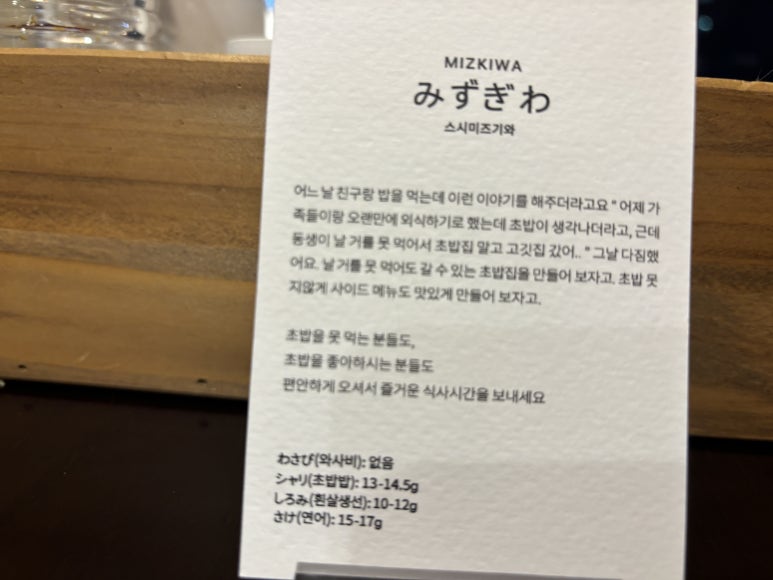 MIZKIWA
みずぎわ
스시미즈기와
어느 날 친구랑 밥을 먹는데 이런 이야기를 해주더라고요 " 어제 가
족들이랑 오랜만에 외식하기로 했는데 초밥이 생각나더라고, 근데
동생이 날 거를 못 먹어서 초밥집 말고 고깃집 갔어.. " 그날 다짐했
어요. 날 거를 못 먹어도 갈 수 있는 초밥집을 만들어 보자고. 초밥 못
지않게 사이드 메뉴도 맛있게 만들어 보자고.
초밥을 못 먹는 분들도,
초밥을 좋아하시는 분들도
편안하게 오셔서 즐거운 식사시간을 보내세요
わさび(와사비): 없음
シャリ(초밥밥): 13-14.5g
しろみ(흰살생선): 10-12g
さけ(연어): 15-17g